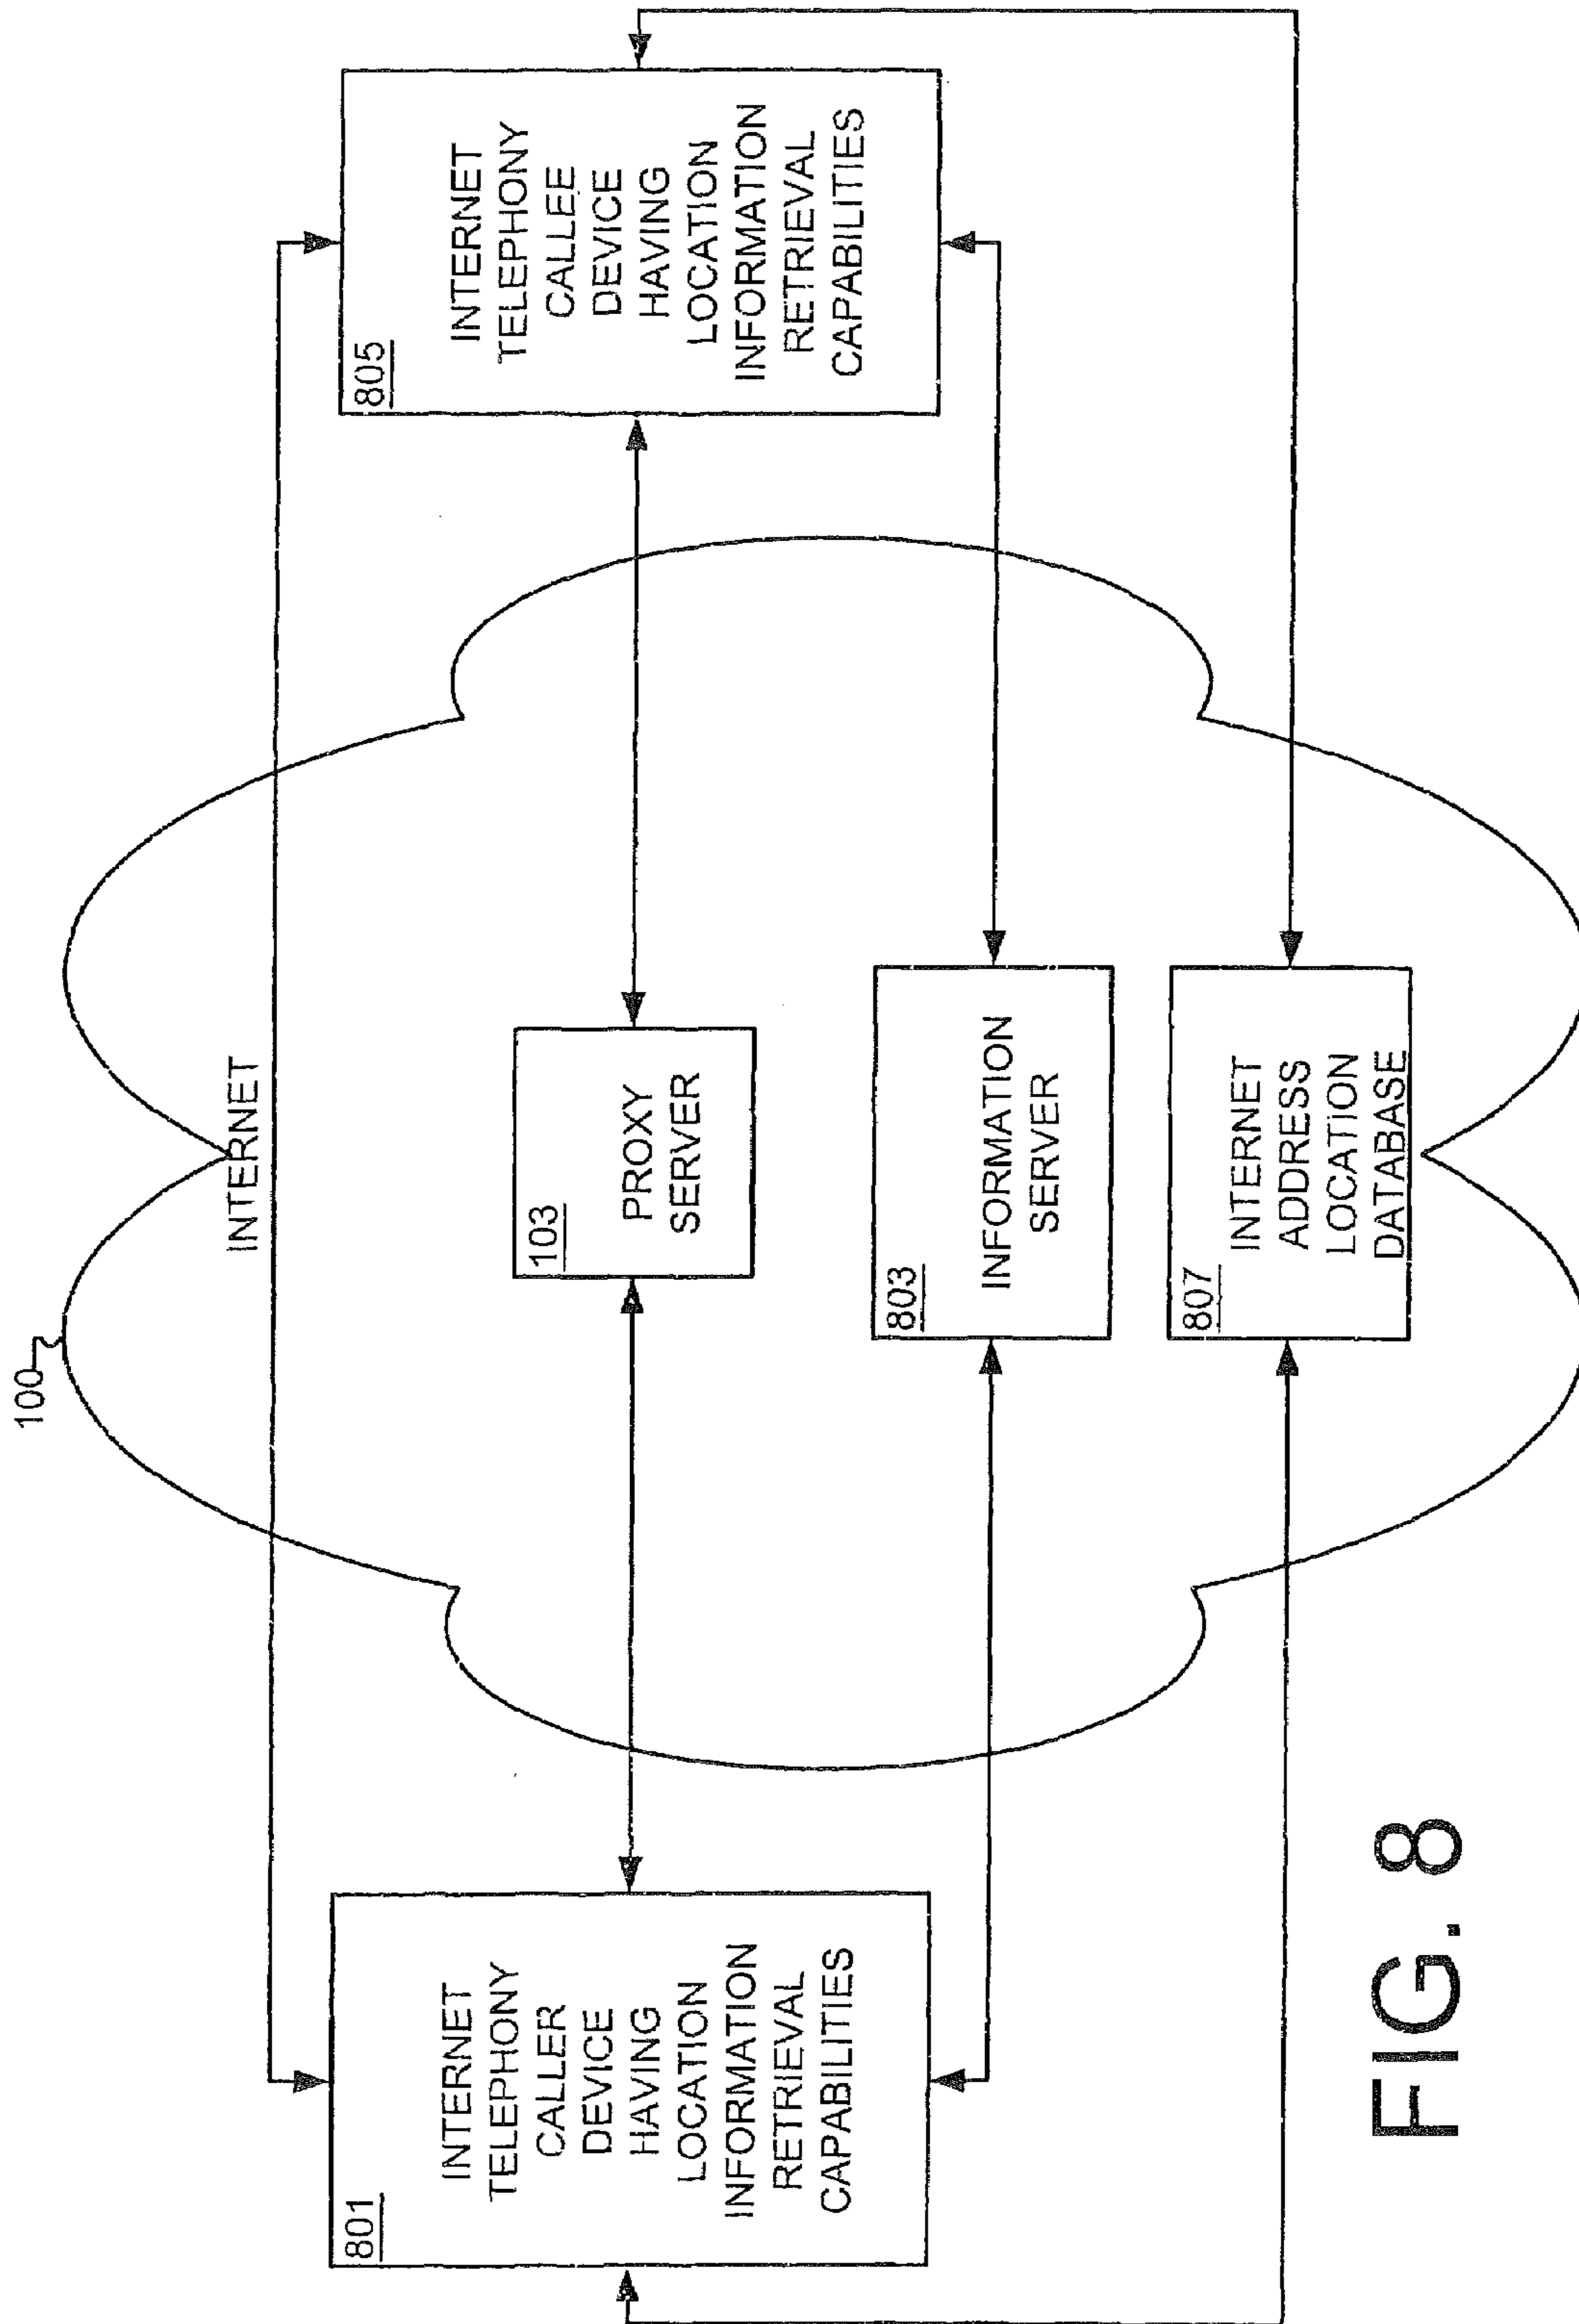 100
INTERNET
801
INTERNET
TELEPHONY
CALLER
DEVICE
HAVING
LOCATION
INFORMATION
RETRIEVAL
CAPABILITIES
103
PROXY
SERVER
803
INFORMATION
SERVER
807
INTERNET
ADDRESS
LOCATION
DATABASE
805
INTERNET
TELEPHONY
CALLEE
DEVICE
HAVING
LOCATION
INFORMATION
RETRIEVAL
CAPABILITIES
FIG. 8